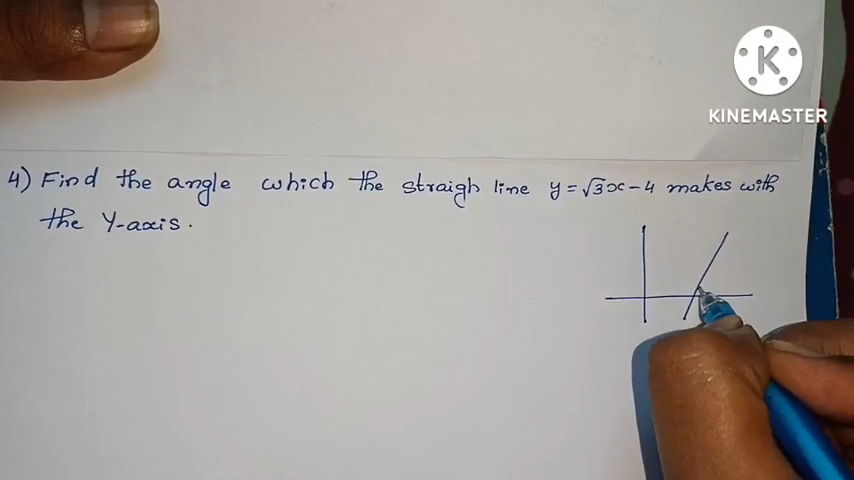 KINEMASTER
4) Find the angle which the straigh line y = √3x - 4 makes with
the Y-axis.